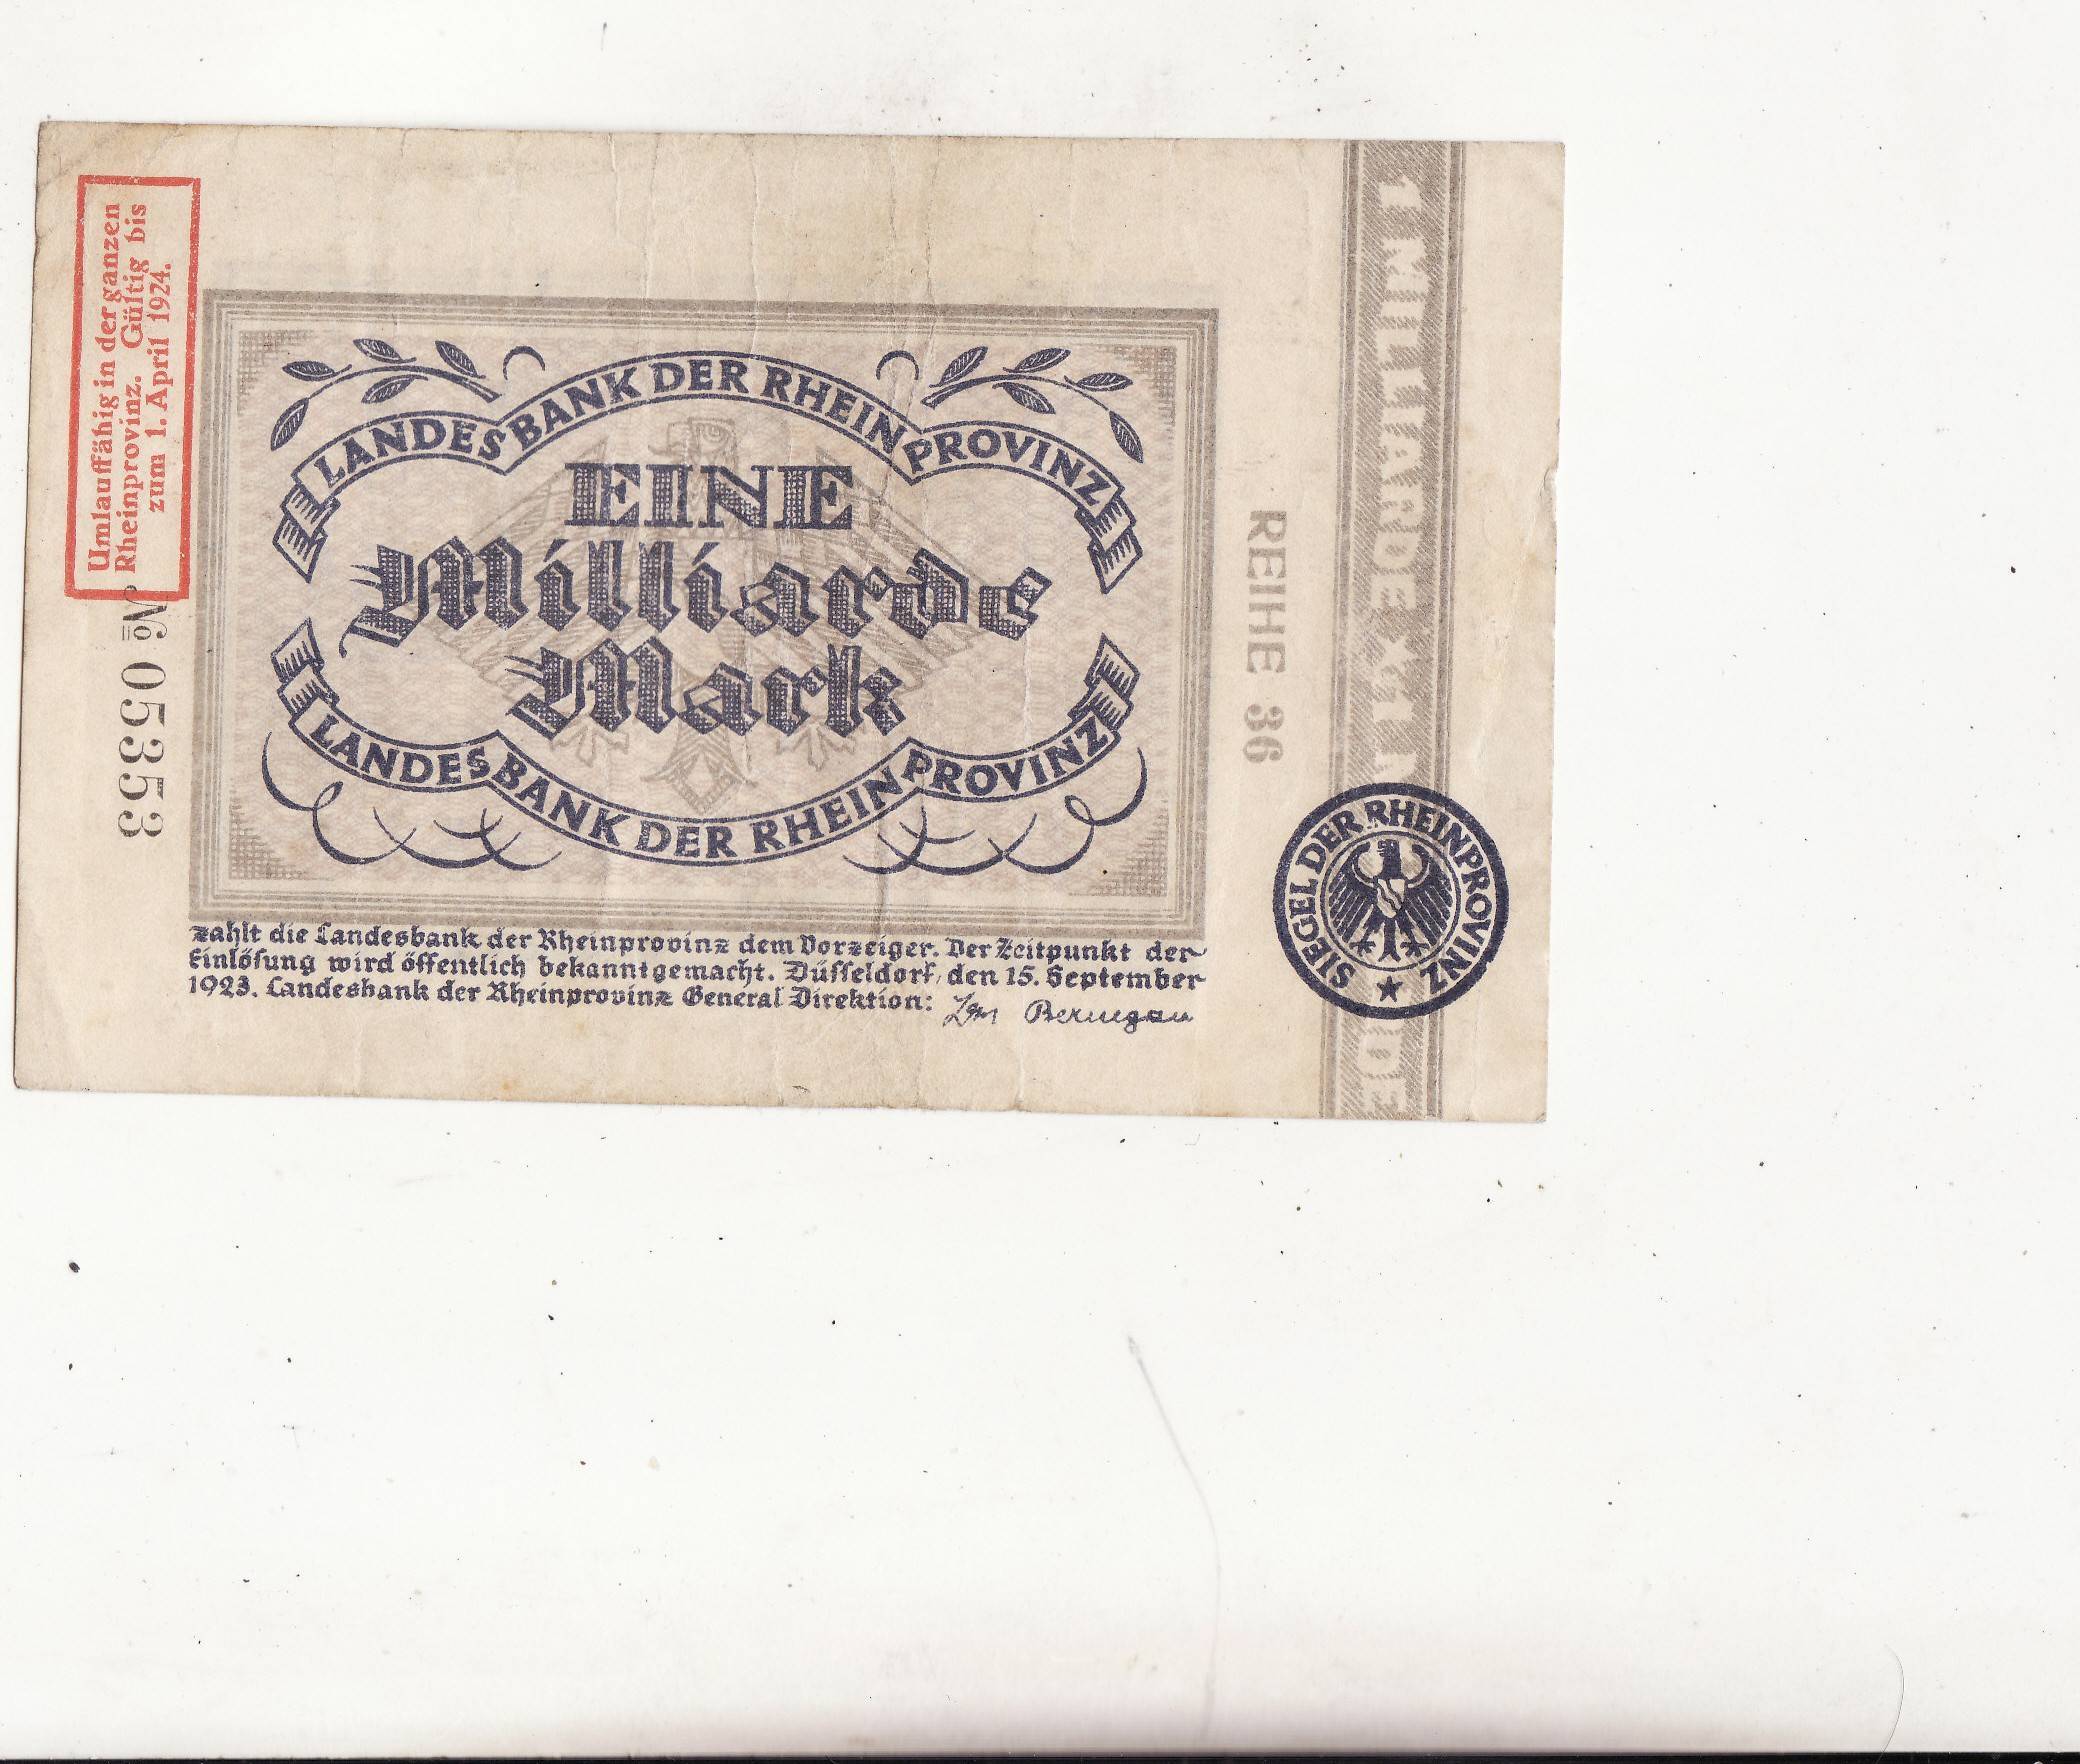 Umlauffähig in der ganzen
Rheinprovinz. Gültig bis
zum 1. April 1924.
№ 05353
LANDESBANK DER RHEINPROVINZ
EINE
Milliarde
Mark
LANDESBANK DER RHEINPROVINZ
zahlt die Landesbank der Rheinprovinz dem Vorzeiger. Der Zeitpunkt der
Einlösung wird öffentlich bekanntgemacht. Düsseldorf, den 15. September
1923. Landesbank der Rheinprovinz General Direktion:
Bernegau
REIHE 36
1 MILLIARDE X 1
SIEGEL DER RHEINPROVINZ